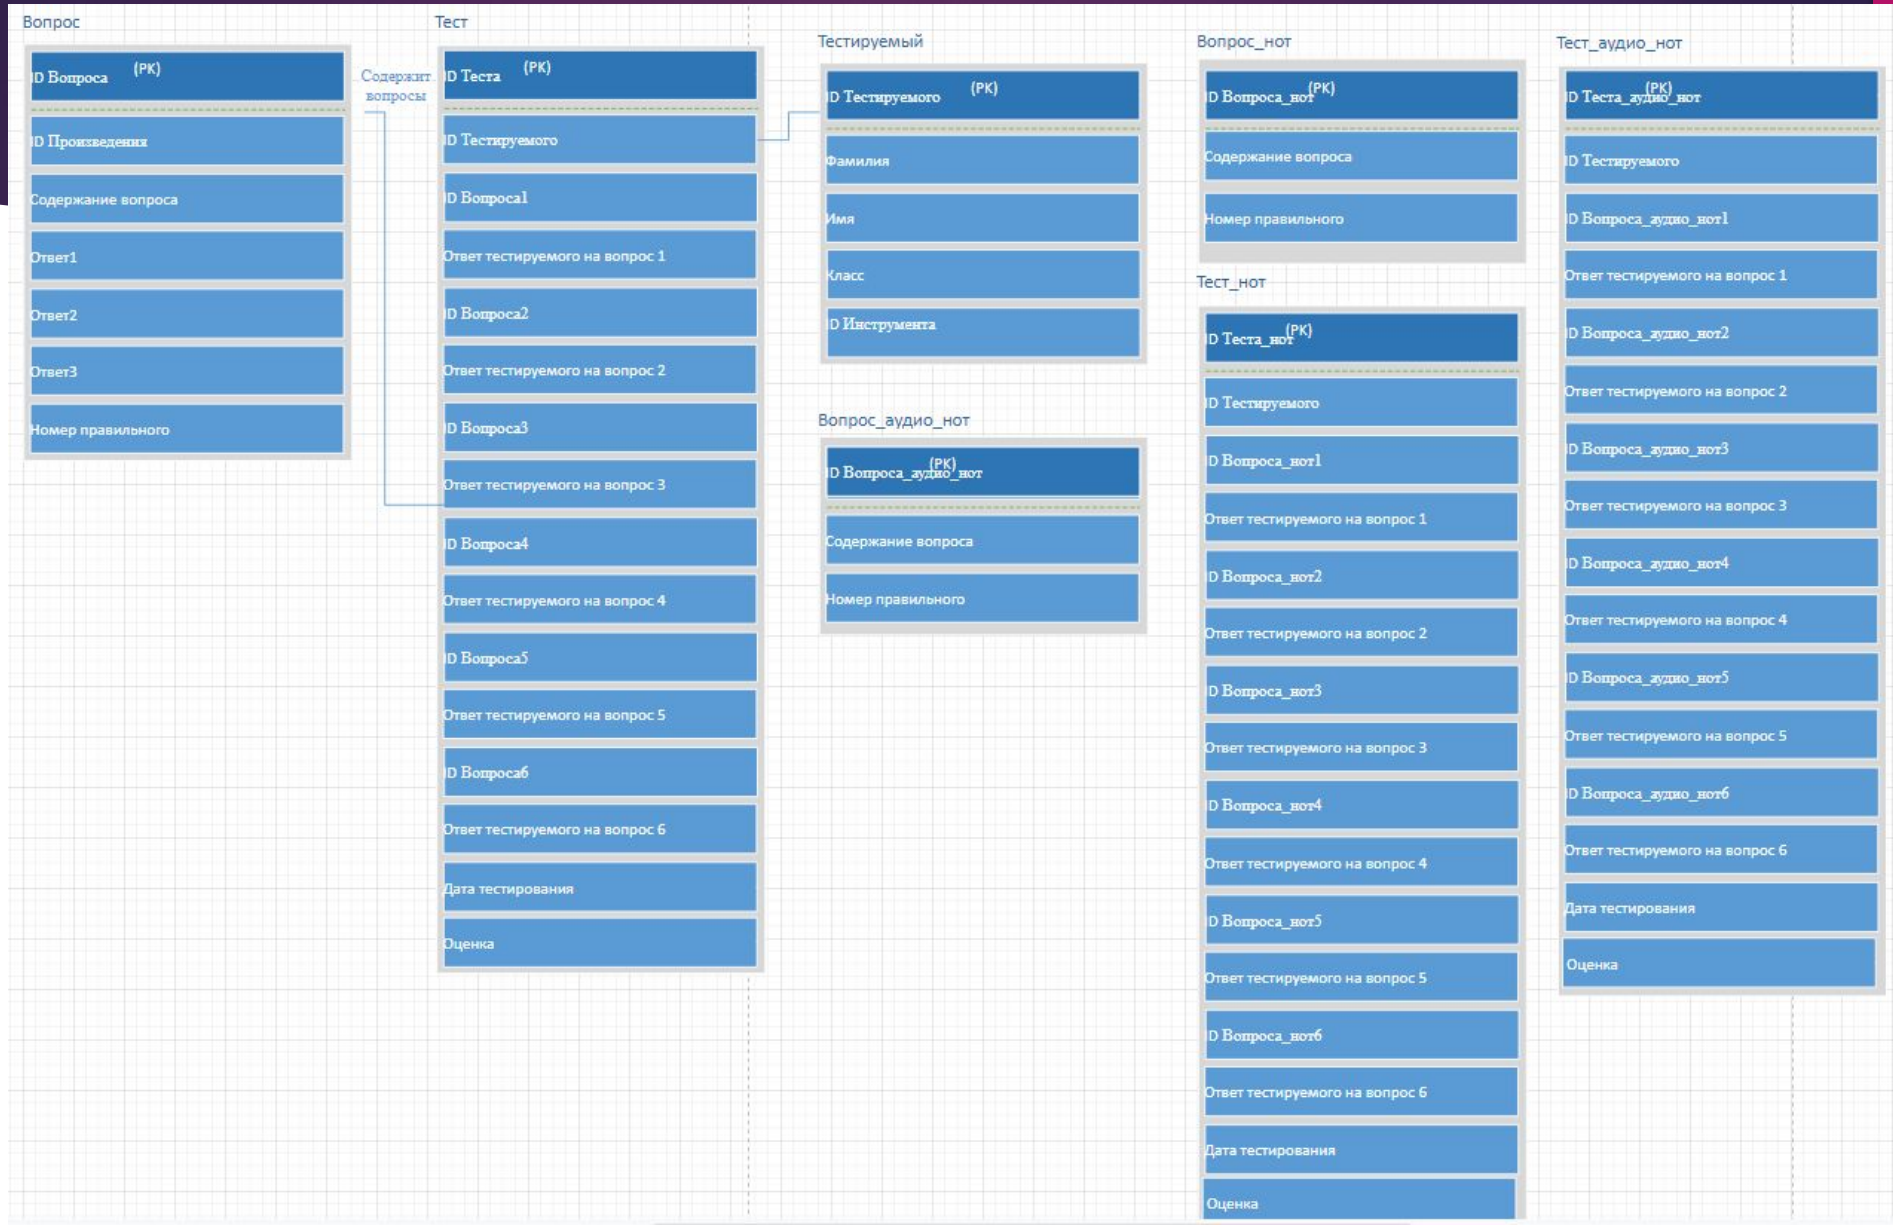 Вопрос
ID Вопроса (PK)
ID Произведения
Содержание вопроса
Ответ1
Ответ2
Ответ3
Номер правильного
Содержит
вопросы
Тест
ID Теста (PK)
ID Тестируемого
ID Вопроса1
Ответ тестируемого на вопрос 1
ID Вопроса2
Ответ тестируемого на вопрос 2
ID Вопроса3
Ответ тестируемого на вопрос 3
ID Вопроса4
Ответ тестируемого на вопрос 4
ID Вопроса5
Ответ тестируемого на вопрос 5
ID Вопроса6
Ответ тестируемого на вопрос 6
Дата тестирования
Оценка
Тестируемый
ID Тестируемого (PK)
Фамилия
Имя
Класс
ID Инструмента
Вопрос_аудио_нот
ID Вопроса_аудио_нот (PK)
Содержание вопроса
Номер правильного
Вопрос_нот
ID Вопроса_нот (PK)
Содержание вопроса
Номер правильного
Тест_нот
ID Теста_нот (PK)
ID Тестируемого
ID Вопроса_нот1
Ответ тестируемого на вопрос 1
ID Вопроса_нот2
Ответ тестируемого на вопрос 2
ID Вопроса_нот3
Ответ тестируемого на вопрос 3
ID Вопроса_нот4
Ответ тестируемого на вопрос 4
ID Вопроса_нот5
Ответ тестируемого на вопрос 5
ID Вопроса_нот6
Ответ тестируемого на вопрос 6
Дата тестирования
Оценка
Тест_аудио_нот
ID Теста_аудио_нот (PK)
ID Тестируемого
ID Вопроса_аудио_нот1
Ответ тестируемого на вопрос 1
ID Вопроса_аудио_нот2
Ответ тестируемого на вопрос 2
ID Вопроса_аудио_нот3
Ответ тестируемого на вопрос 3
ID Вопроса_аудио_нот4
Ответ тестируемого на вопрос 4
ID Вопроса_аудио_нот5
Ответ тестируемого на вопрос 5
ID Вопроса_аудио_нот6
Ответ тестируемого на вопрос 6
Дата тестирования
Оценка